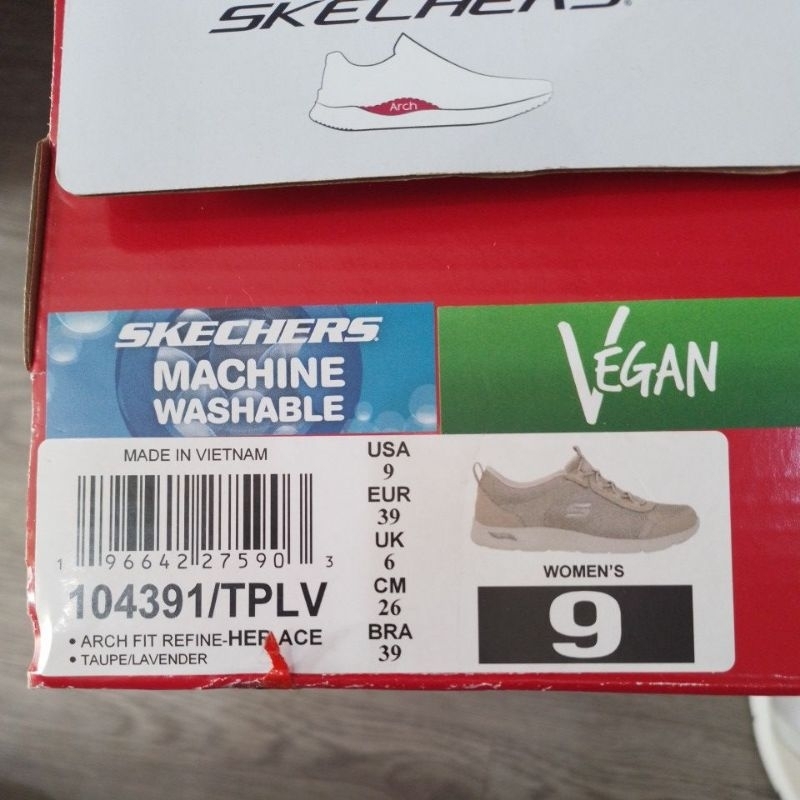 SKECHERS
Arch
SKECHERS
MACHINE
WASHABLE
VEGAN
MADE IN VIETNAM
1 96642 27590 3
104391/TPLV
• ARCH FIT REFINE-HER ACE
• TAUPE/LAVENDER
USA
9
EUR
39
UK
6
CM
26
BRA
39
WOMEN'S
9